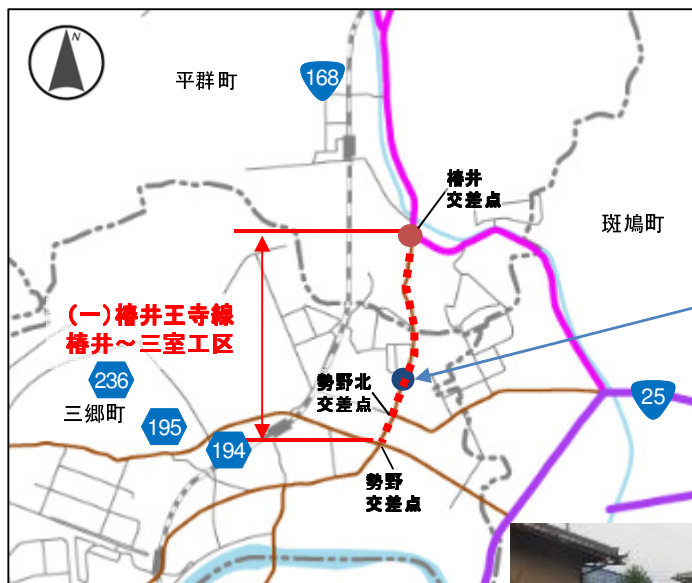 N
平群町
168
椿井
交差点
斑鳩町
(一)椿井王寺線
椿井～三室工区
236
三郷町
195
194
勢野北
交差点
25
勢野
交差点